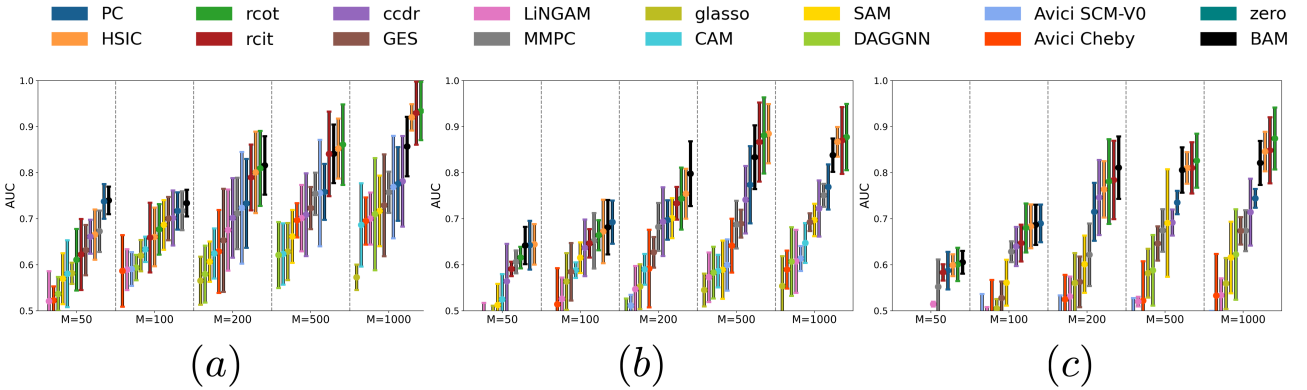 PC rcot ccdr LiNGAM glasso SAM Avici SCM-V0 zero
HSIC rcit GES MMPC CAM DAGGNN Avici Cheby BAM
1.0 1.0 1.0
0.9 0.9 0.9
0.8 0.8 0.8
AUC AUC AUC
0.7 0.7 0.7
0.6 0.6 0.6
0.5 0.5 0.5
M=50 M=100 M=200 M=500 M=1000 M=50 M=100 M=200 M=500 M=1000 M=50 M=100 M=200 M=500 M=1000
(a) (b) (c)